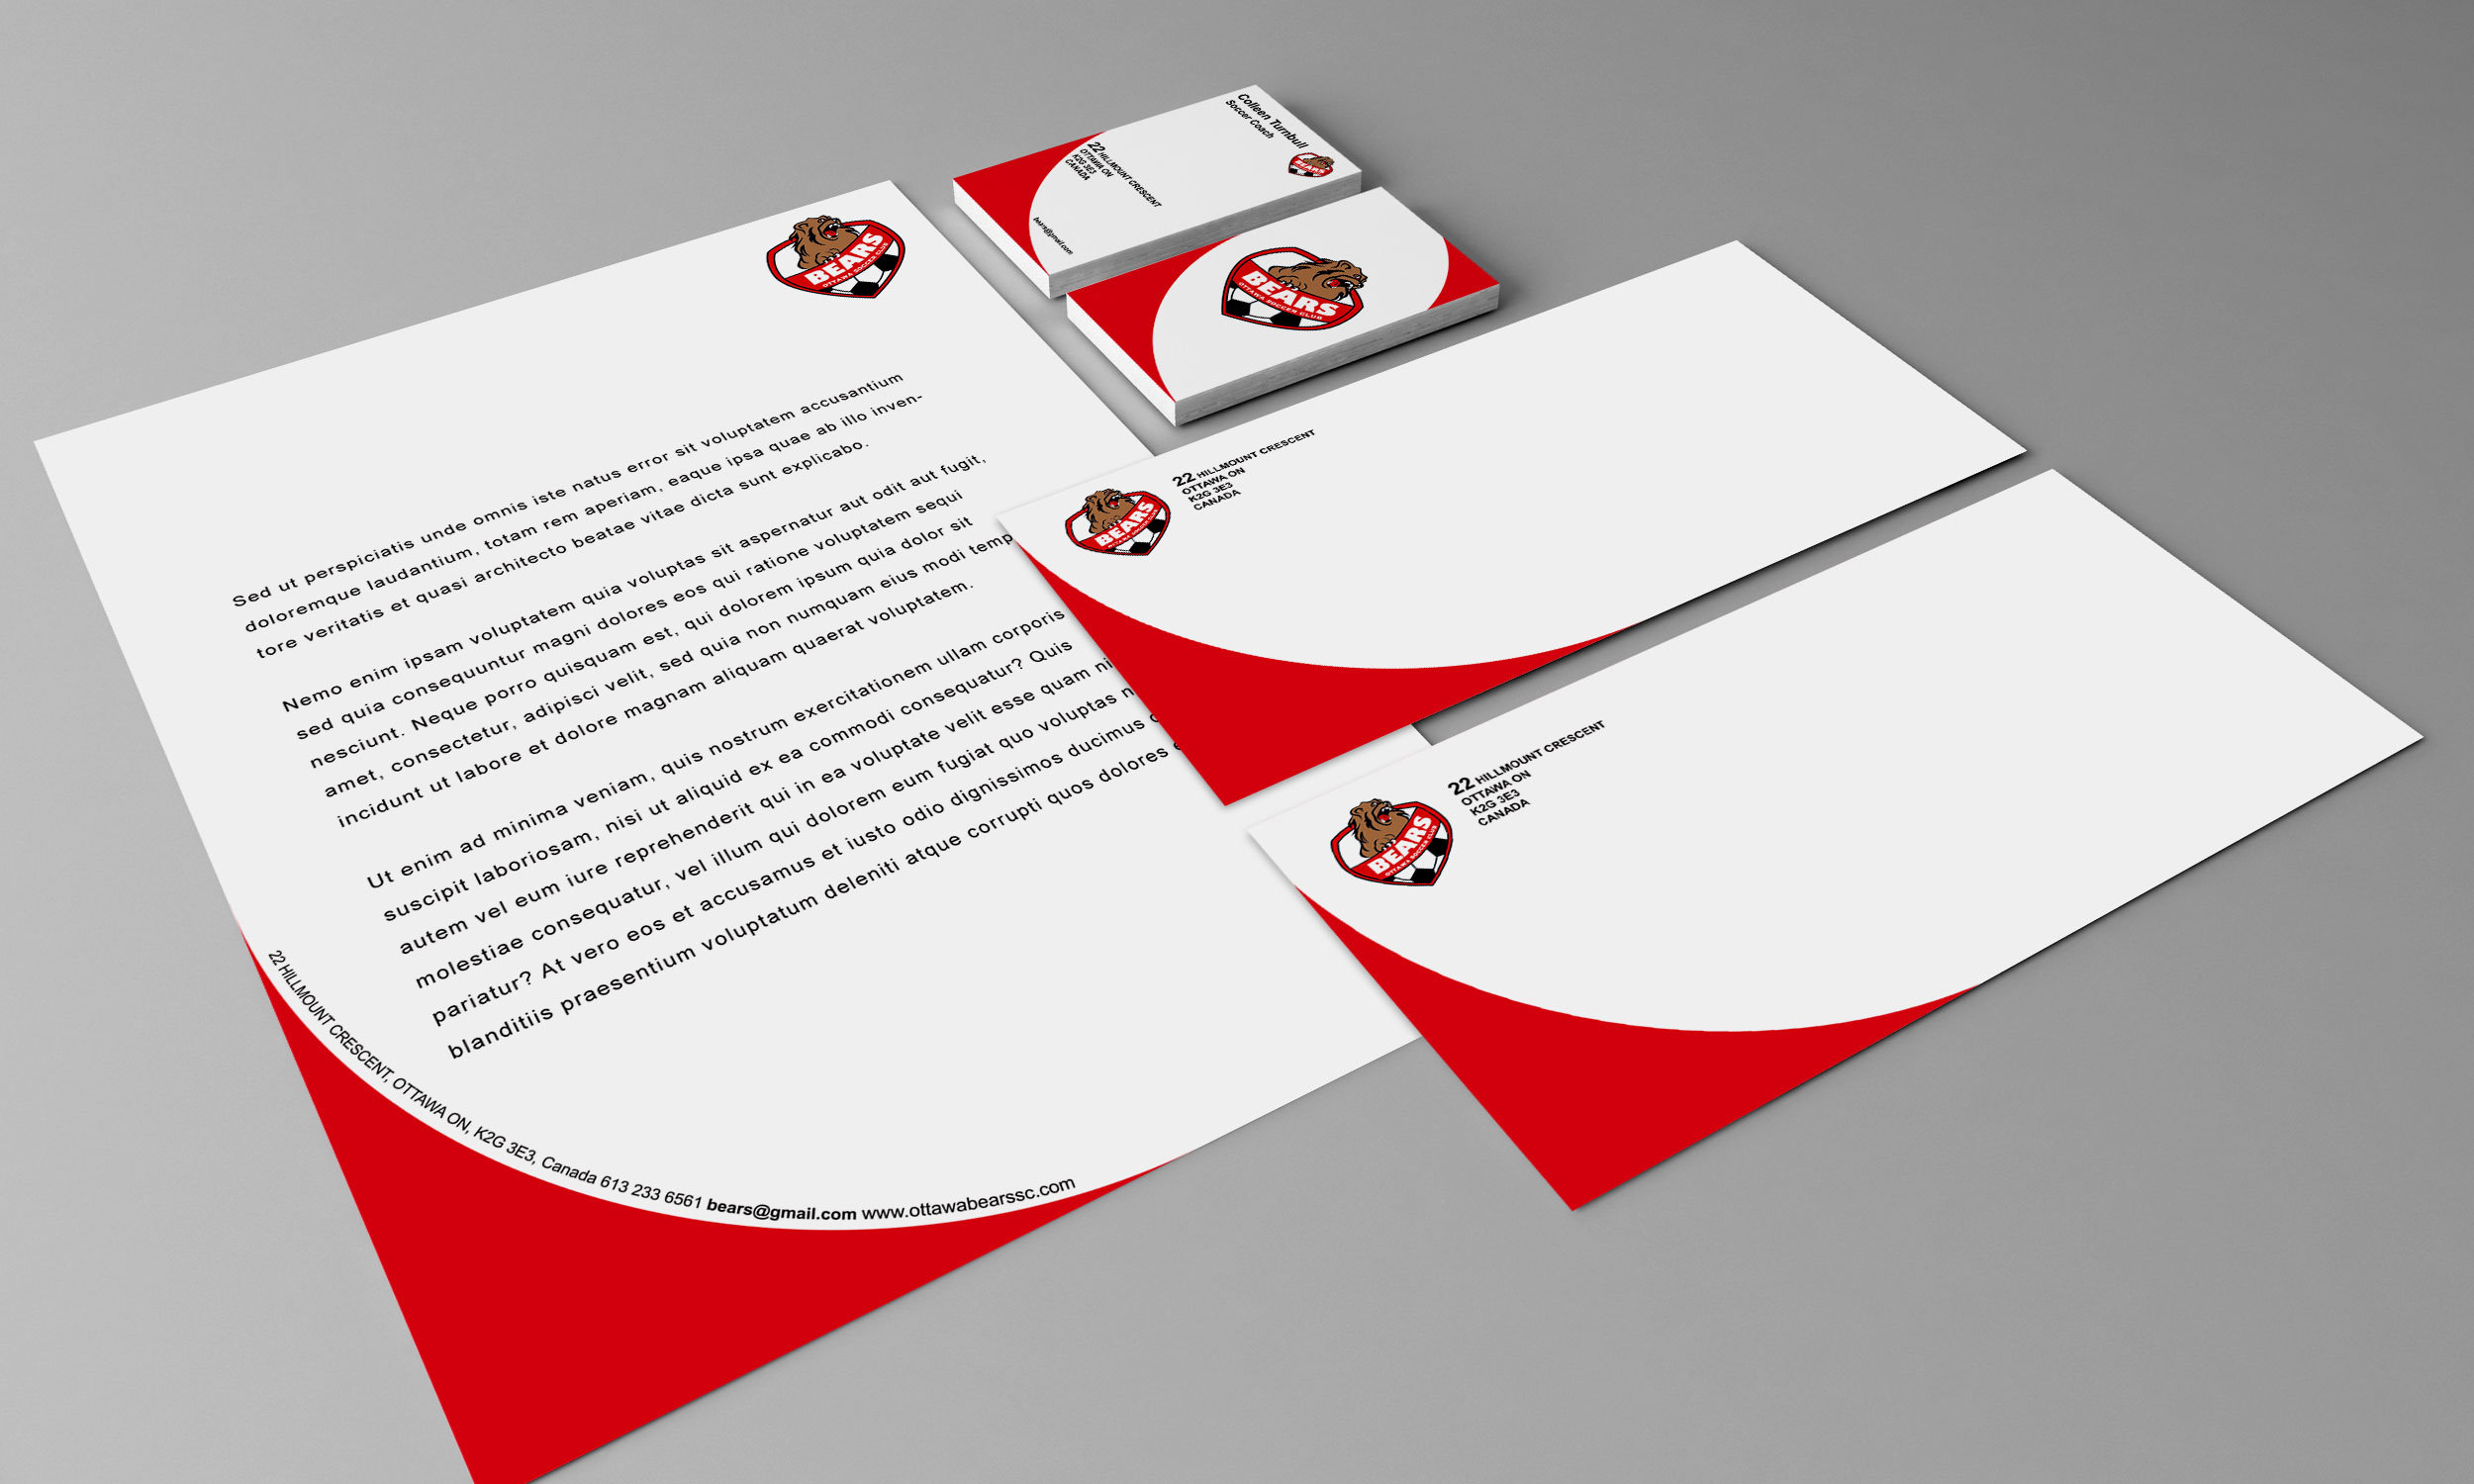 BEARS
OTTAWA SOCCER CLUB
Sed ut perspiciatis unde omnis iste natus error sit voluptatem accusantium
doloremque laudantium, totam rem aperiam, eaque ipsa quae ab illo inven-
tore veritatis et quasi architecto beatae vitae dicta sunt explicabo.
Nemo enim ipsam voluptatem quia voluptas sit aspernatur aut odit aut fugit,
sed quia consequuntur magni dolores eos qui ratione voluptatem sequi
nesciunt. Neque porro quisquam est, qui dolorem ipsum quia dolor sit
amet, consectetur, adipisci velit, sed quia non numquam eius modi temp
incidunt ut labore et dolore magnam aliquam quaerat voluptatem.
Ut enim ad minima veniam, quis nostrum exercitationem ullam corporis
suscipit laboriosam, nisi ut aliquid ex ea commodi consequatur? Quis
autem vel eum iure reprehenderit qui in ea voluptate velit esse quam ni
molestiae consequatur, vel illum qui dolorem eum fugiat quo voluptas n
pariatur? At vero eos et accusamus et iusto odio dignissimos ducimus
blanditiis praesentium voluptatum deleniti atque corrupti quos dolores
22 HILLMOUNT CRESCENT, OTTAWA ON, K2G 3E3, Canada 613 233 6561 bears@gmail.com www.ottawabearssc.com
Colleen Turnbull
Soccer Coach
BEARS
22 HILLMOUNT CRESCENT
OTTAWA ON
K2G 3E3
CANADA
bears@gmail.com
BEARS
OTTAWA SOCCER CLUB
BEARS
OTTAWA SOCCER CLUB
22 HILLMOUNT CRESCENT
OTTAWA ON
K2G 3E3
CANADA
BEARS
OTTAWA SOCCER CLUB
22 HILLMOUNT CRESCENT
OTTAWA ON
K2G 3E3
CANADA